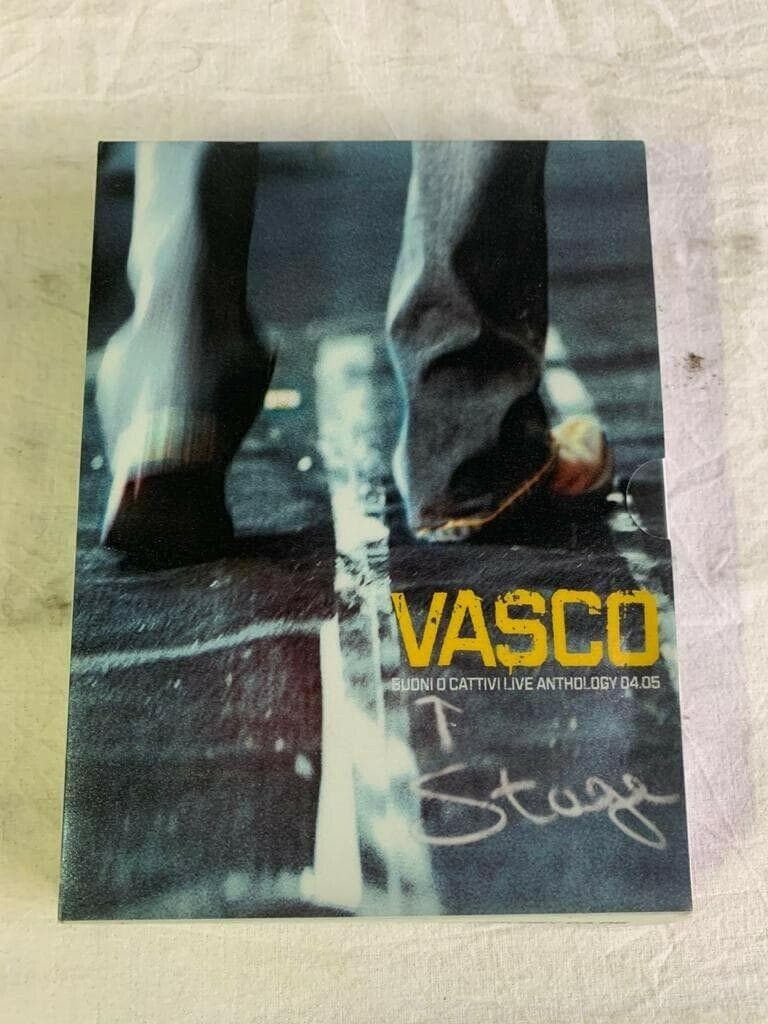 VASCO
BUONI O CATTIVI LIVE ANTHOLOGY 04.05
T
Stage